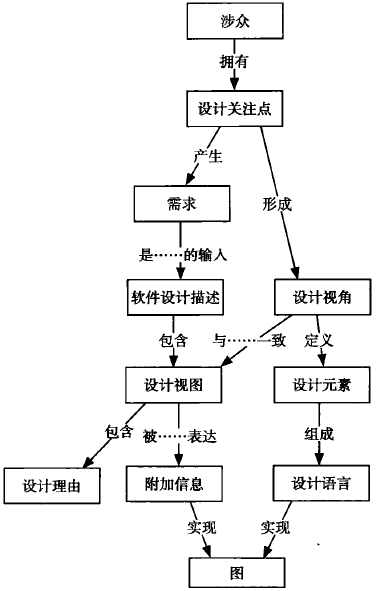 涉众
拥有
设计关注点
产生
形成
需求
是……的输入
软件设计描述
设计视角
包含
与……一致
定义
设计视图
设计元素
包含
被……表达
组成
设计理由
附加信息
设计语言
实现
实现
图